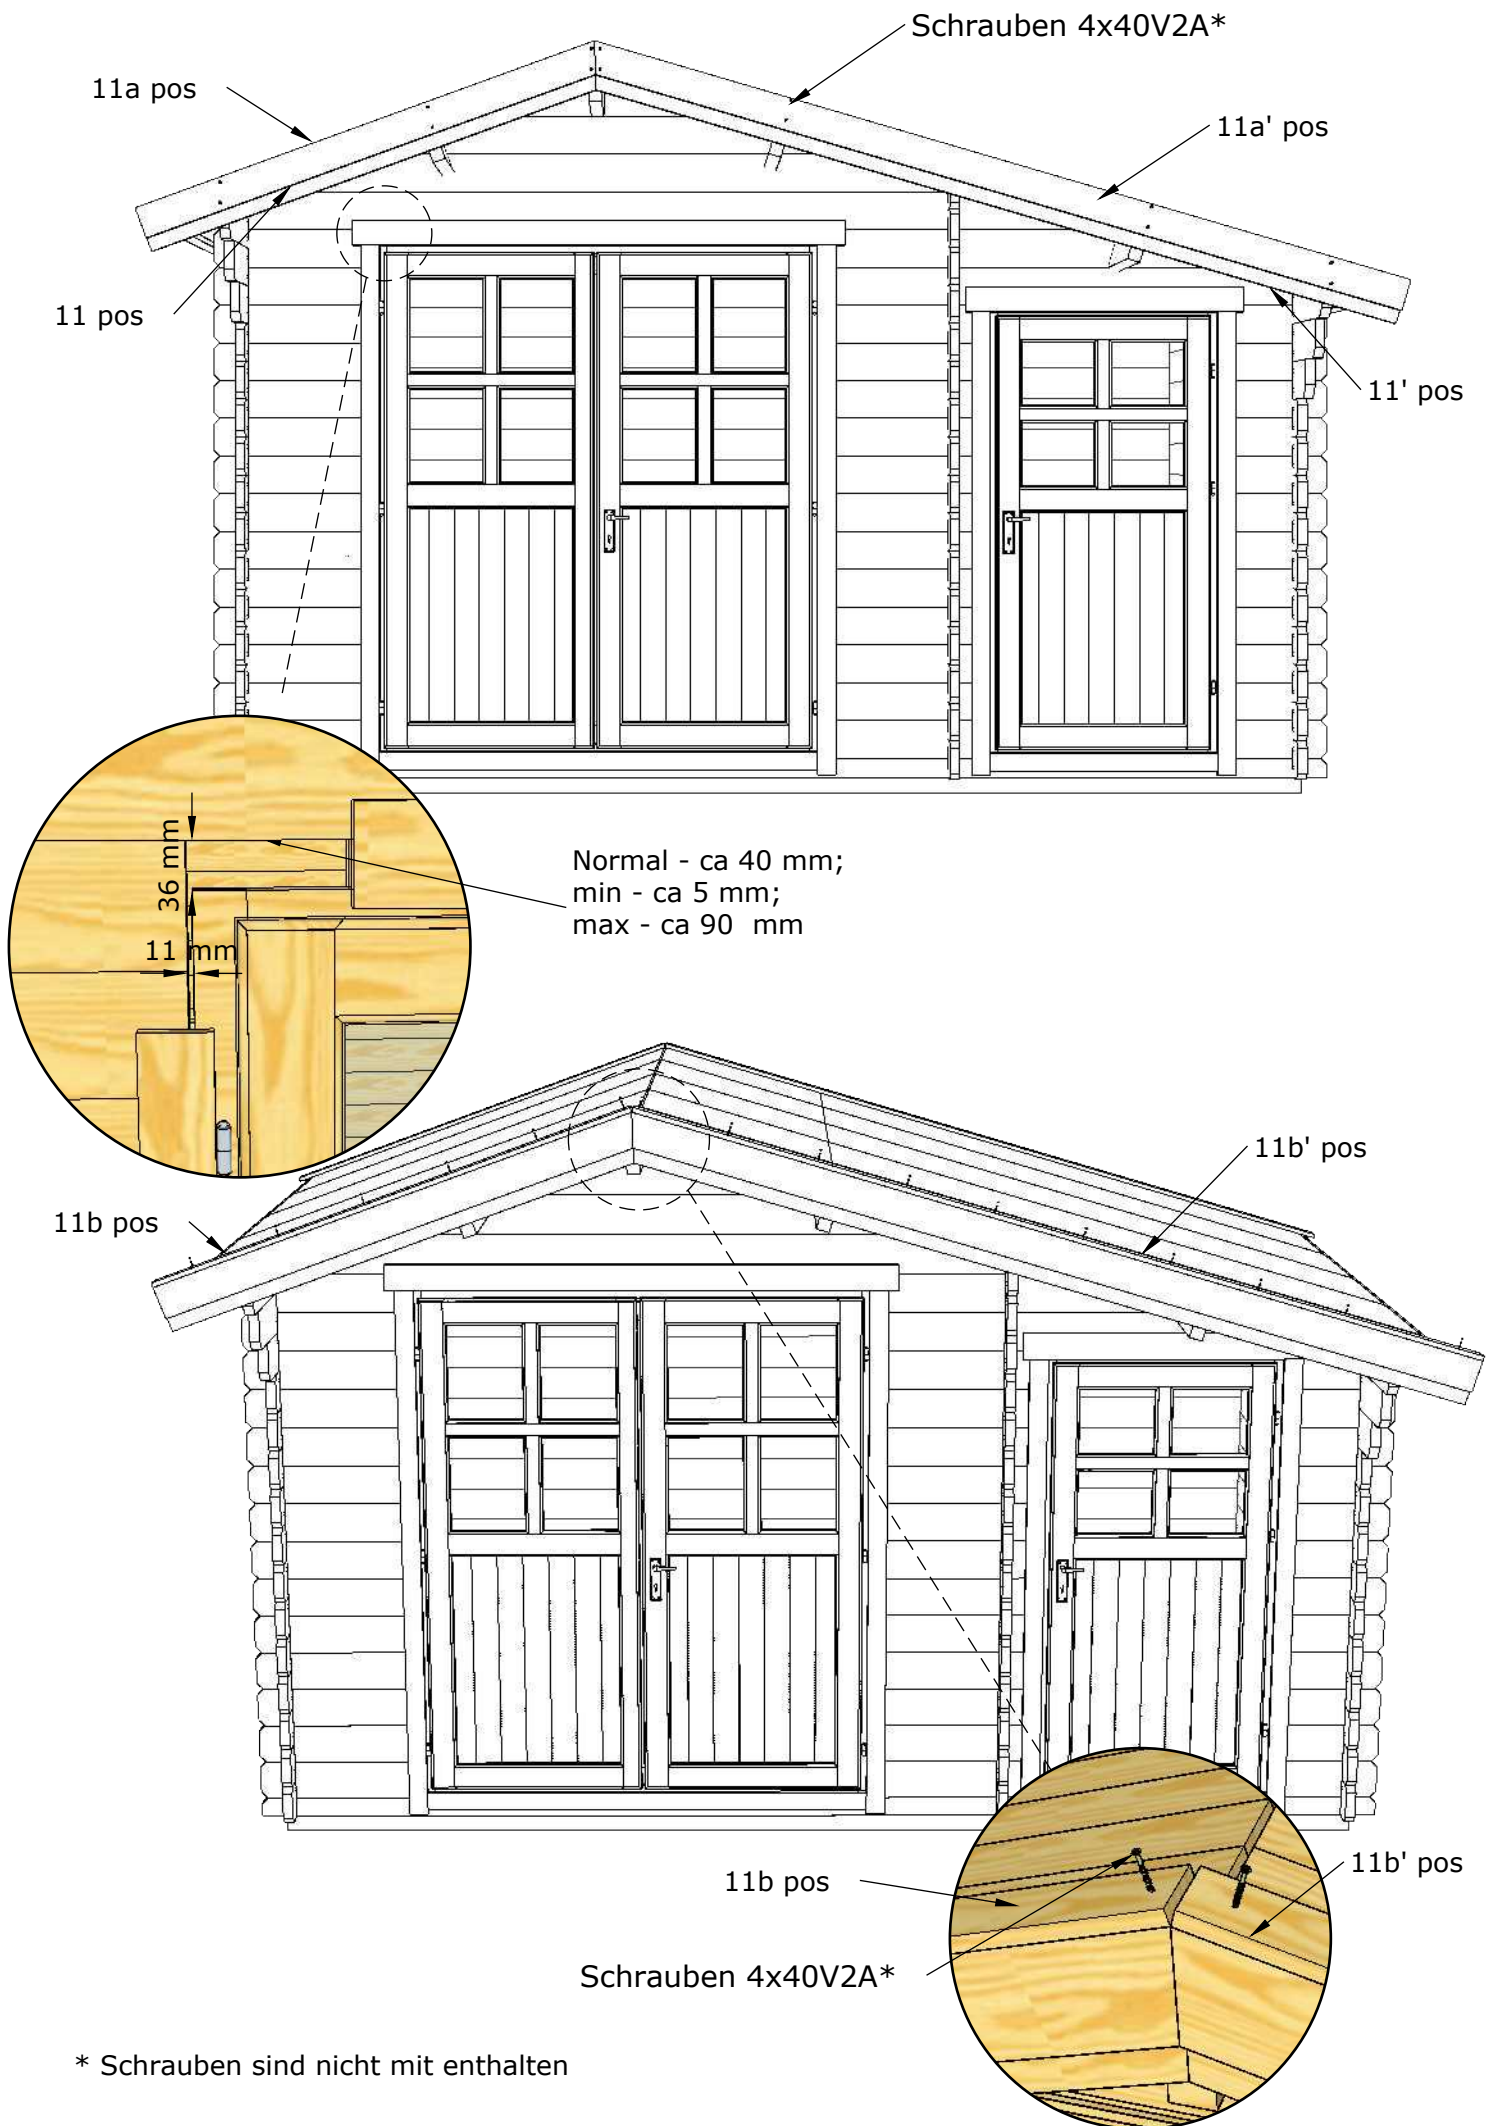 Schrauben 4x40V2A*
11a pos
11a' pos
11 pos
11' pos
36 mm
11 mm
Normal - ca 40 mm;
min - ca 5 mm;
max - ca 90 mm
11b' pos
11b pos
11b pos
11b' pos
Schrauben 4x40V2A*
* Schrauben sind nicht mit enthalten